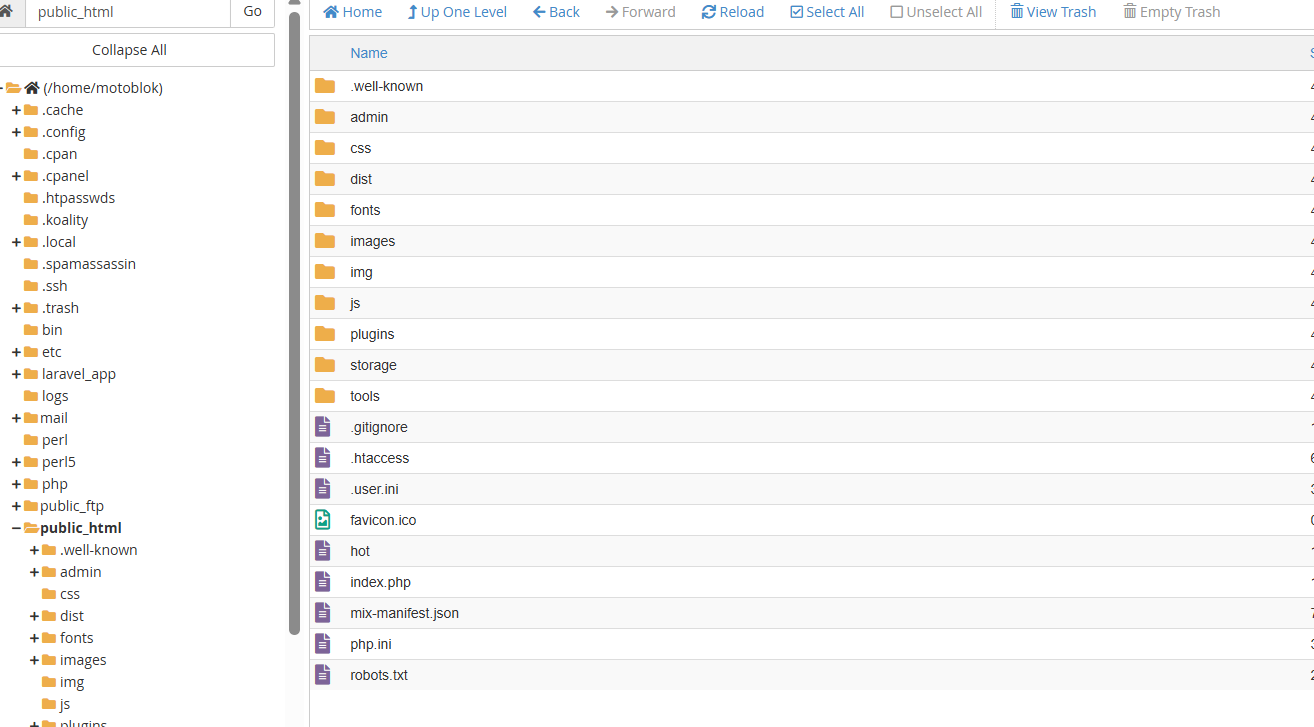 public_html
Go
Collapse All
(/home/motoblok)
.cache
.config
.cpan
.cpanel
.htpasswds
.koality
.local
.spamassassin
.ssh
.trash
bin
etc
laravel_app
logs
mail
perl
perl5
php
public_ftp
public_html
.well-known
admin
css
dist
fonts
images
img
js
plugins
Home Up One Level Back Forward Reload Select All Unselect All View Trash Empty Trash
Name
.well-known
admin
css
dist
fonts
images
img
js
plugins
storage
tools
.gitignore
.htaccess
.user.ini
favicon.ico
hot
index.php
mix-manifest.json
php.ini
robots.txt